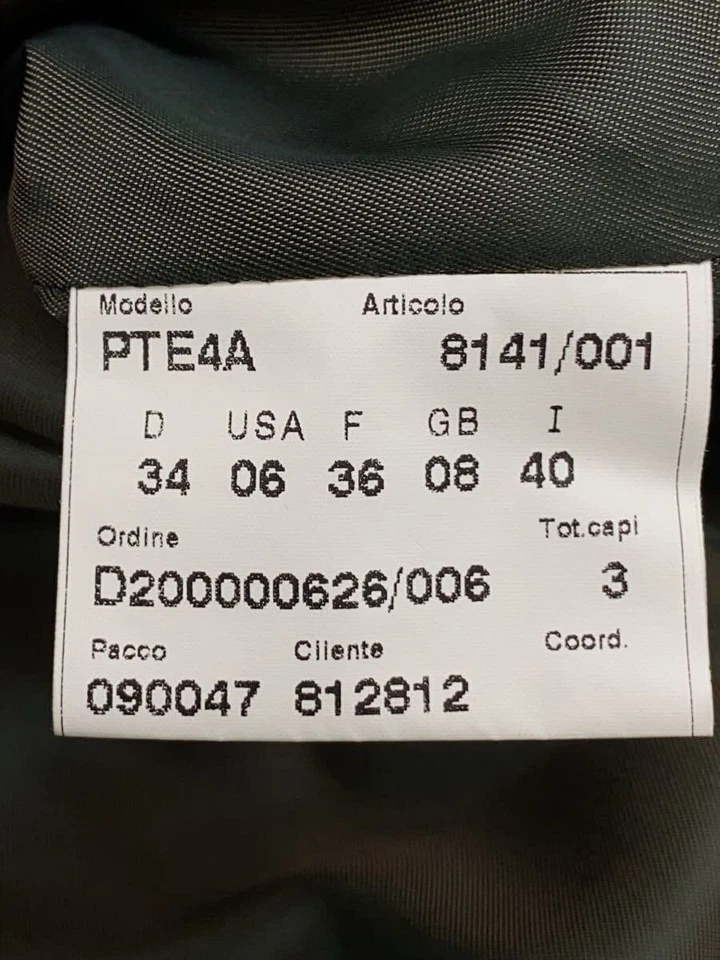 Modello Articolo
PTE4A 8141/001
D USA F GB I
34 06 36 08 40
Ordine Tot.capi
D200000626/006 3
Pacco Cliente Coord.
090047 812812